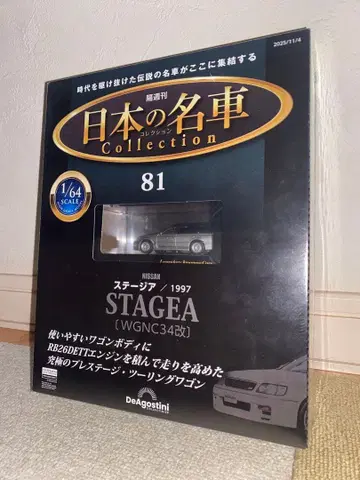 2025/11/4
時代を駆け抜けた伝説の名車がここに集結する
隔週刊
日本の名車
コレクション
Collection
1/64
SCALE
81
NISSAN
ステージア / 1997
STAGEA
［WGNC34改］
使いやすいワゴンボディに
RB26DETTエンジンを積んで走りを高めた
究極のプレステージ・ツーリングワゴン
DeAgostini